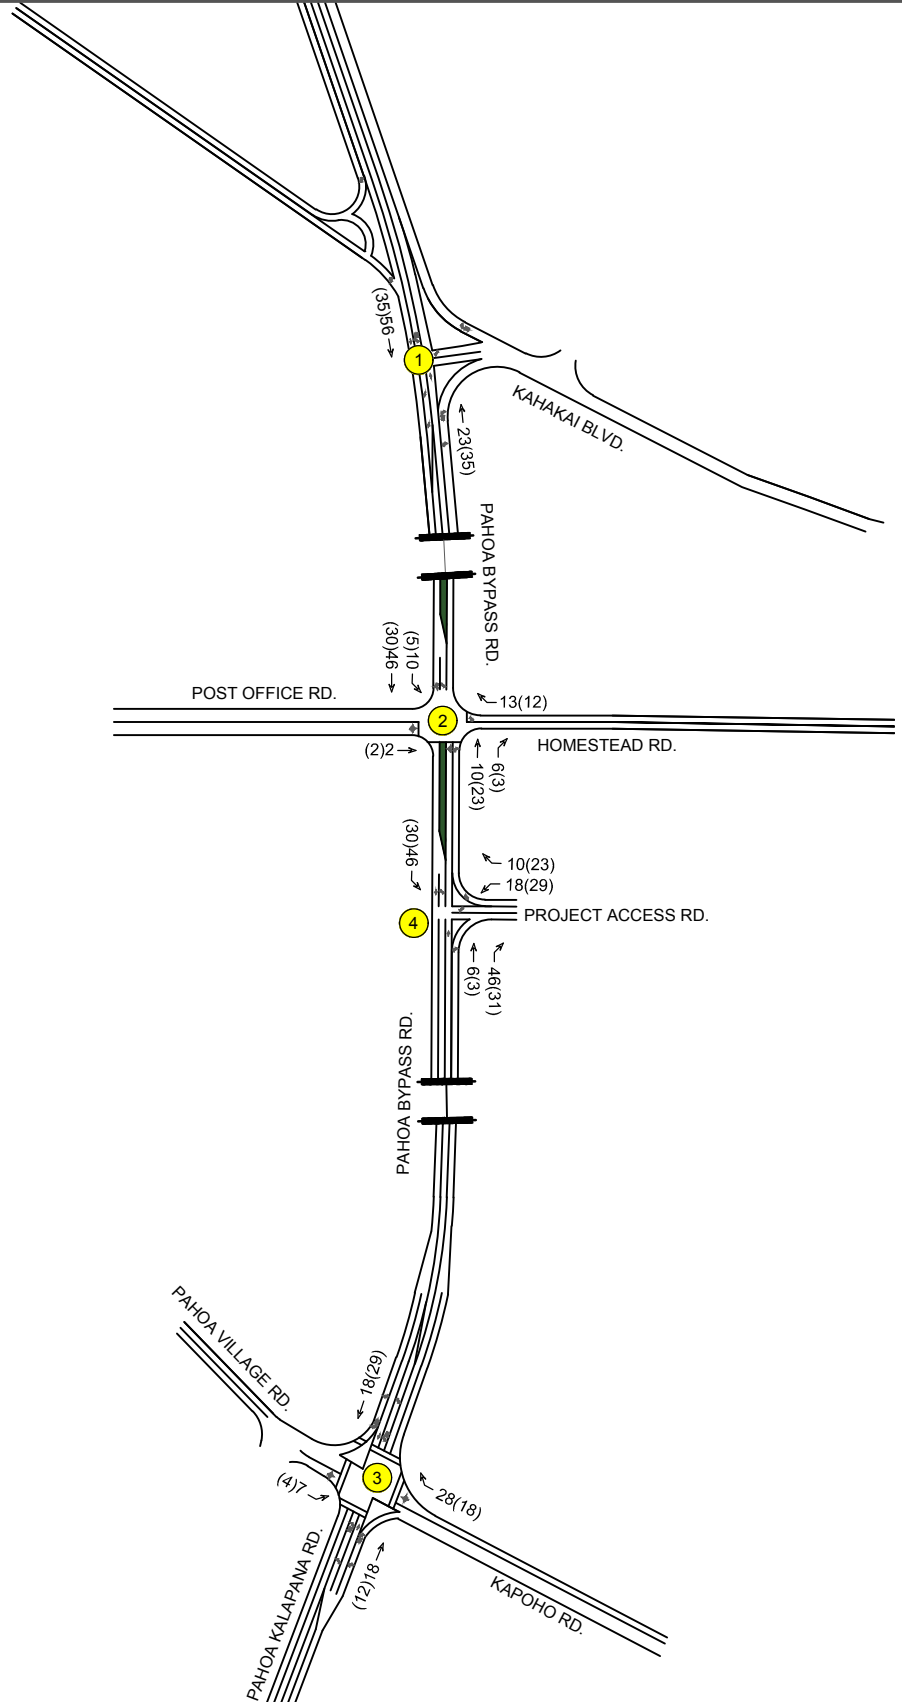 (35)56
1
KAHAKAI BLVD.
23(35)
PAHOA BYPASS RD.
(30)46
(5)10
POST OFFICE RD.
13(12)
2
HOMESTEAD RD.
(2)2
10(23)
6(3)
(30)46
10(23)
18(29)
PROJECT ACCESS RD.
4
6(3)
46(31)
PAHOA BYPASS RD.
PAHOA VILLAGE RD.
18(29)
3
(4)7
28(18)
(12)18
KAPOHO RD.
PAHOA KALAPANA RD.